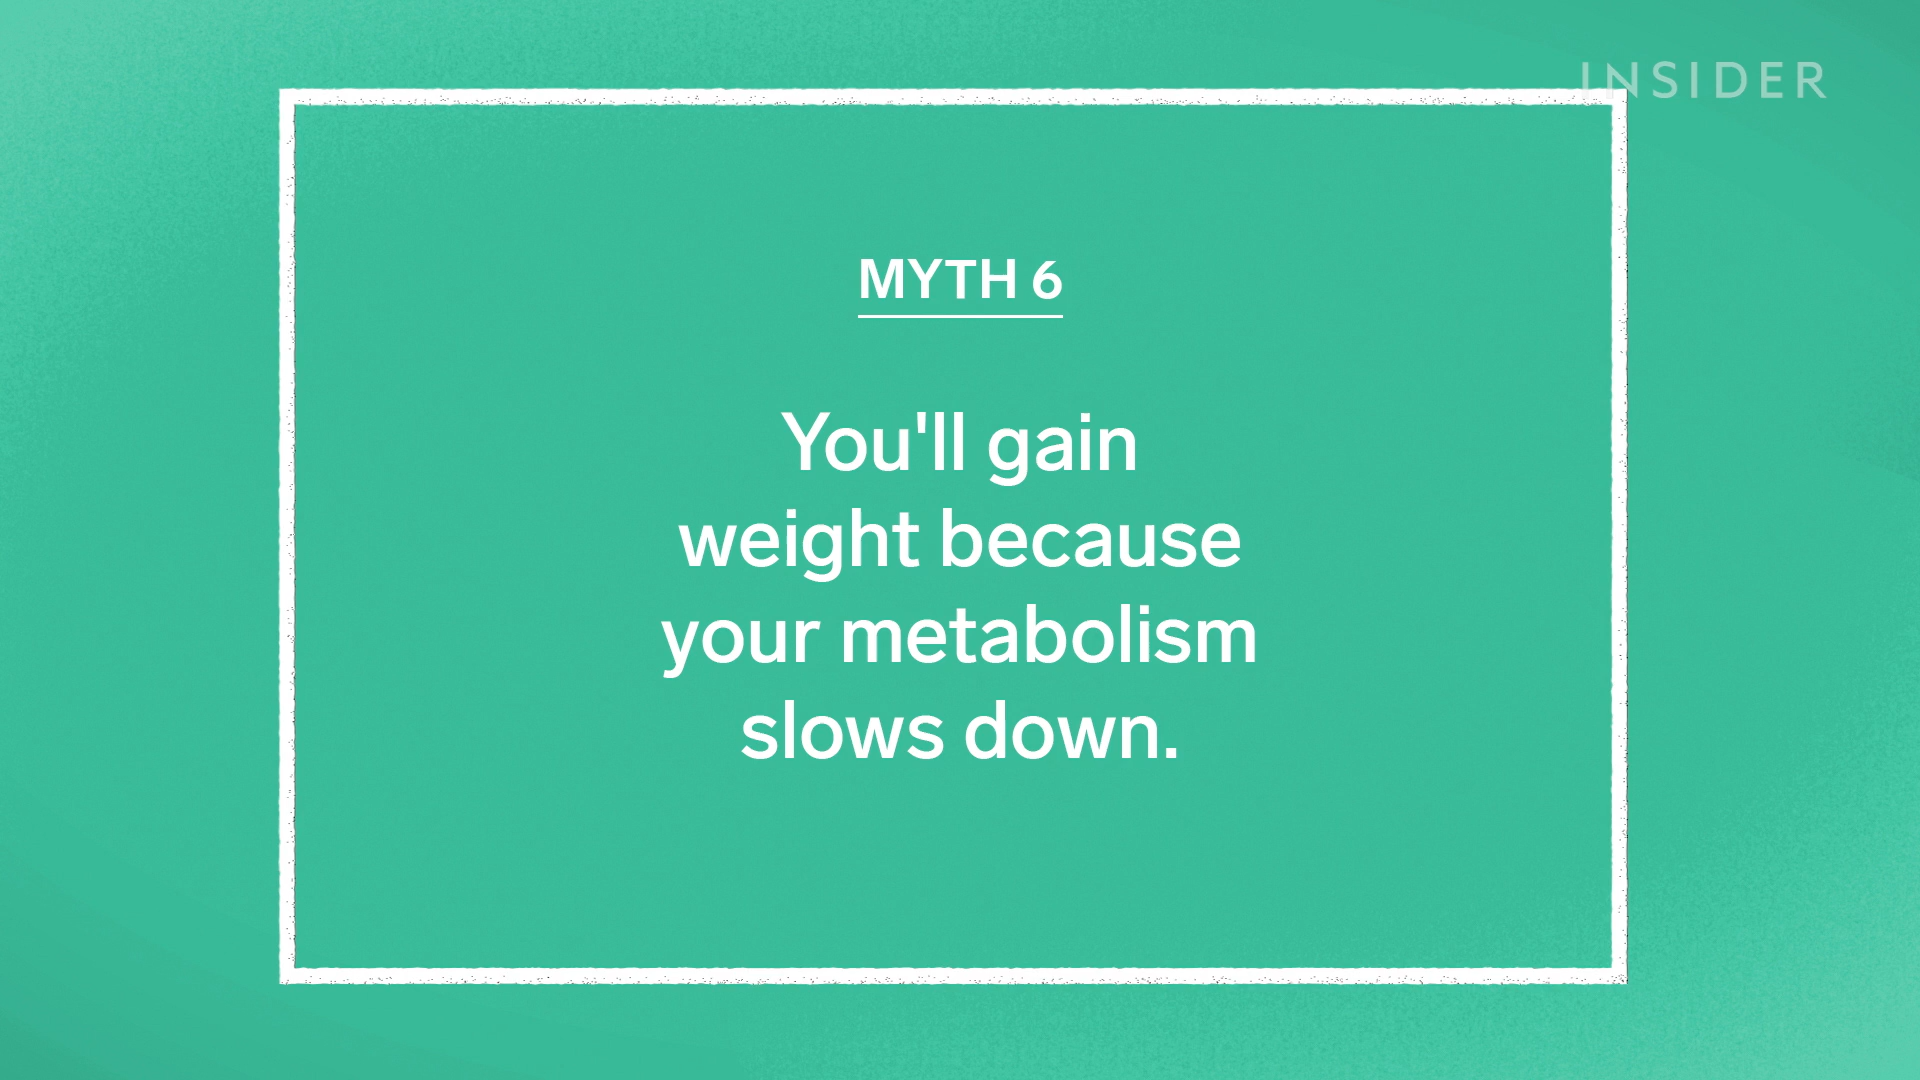 INSIDER
MYTH 6
You'll gain
weight because
your metabolism
slows down.